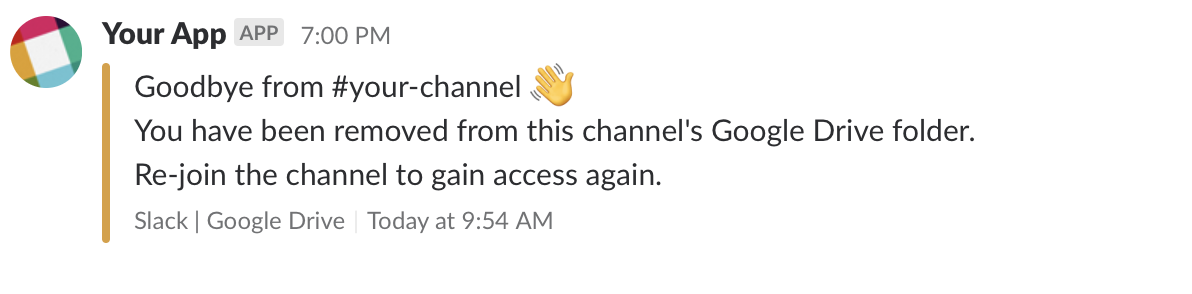 Your App APP 7:00 PM
Goodbye from #your-channel 👋
You have been removed from this channel's Google Drive folder.
Re-join the channel to gain access again.
Slack | Google Drive | Today at 9:54 AM